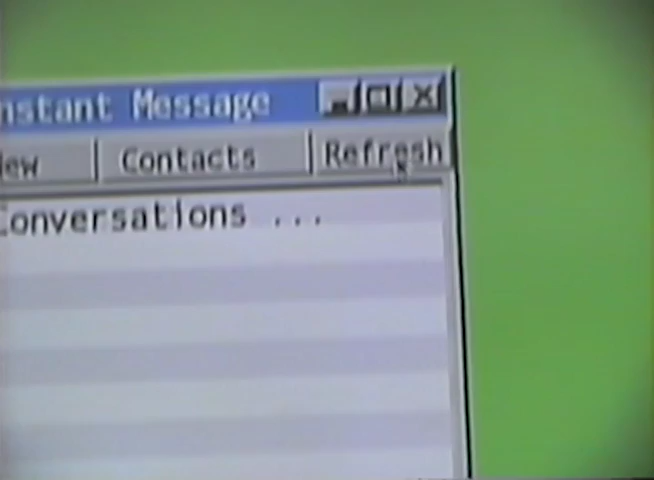 nstant Message
iew Contacts Refresh
Conversations ...